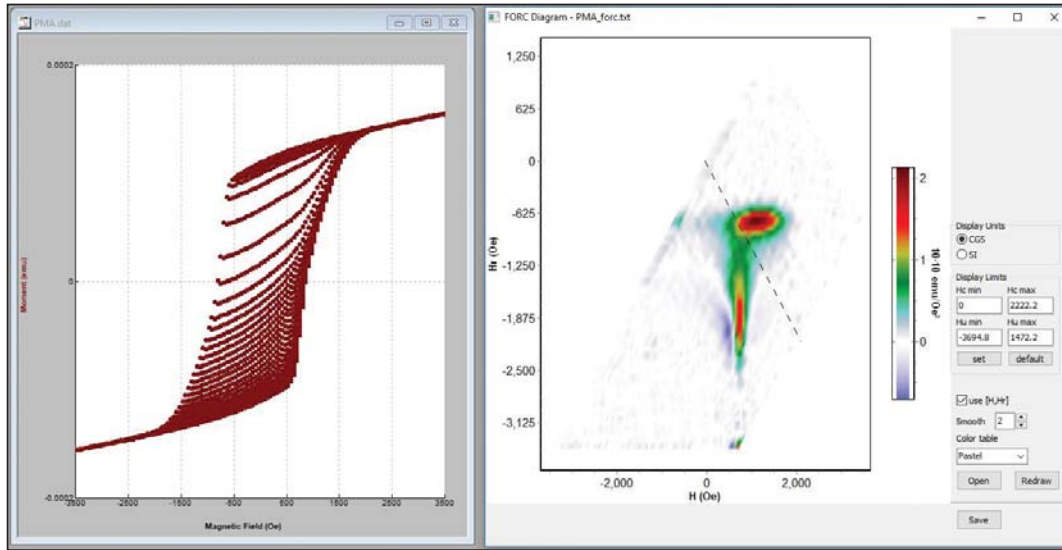 PMA.dat
0.0002
0
-0.0002
-3500
-2500
-1500
-500
500
1500
2500
3500
Moment (emu)
Magnetic Field (Oe)
FORC Diagram - PMA_forc.txt
1,250
625
0
-625
-1,250
-1,875
-2,500
-3,125
Hr (Oe)
-2,000
0
2,000
H (Oe)
2
1
0
10-10 emu/Oe²
Display Units
CGS
SI
Display Limits
Hc min Hc max
0 2222.2
Hu min Hu max
-3694.8 1472.2
set default
use [H,Hr]
Smooth 2
Color table
Pastel
Open Redraw
Save